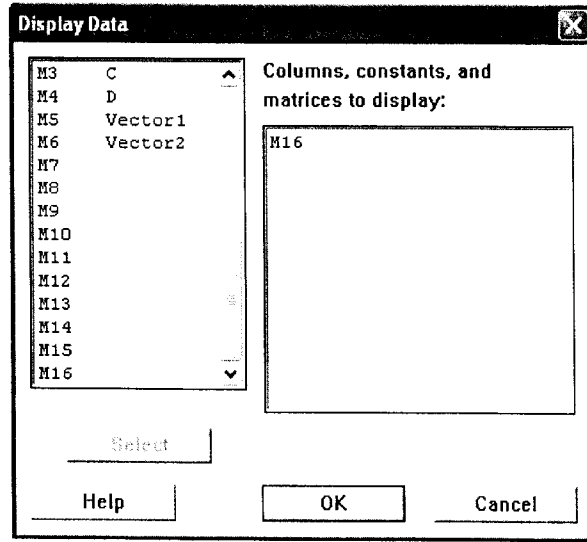 Display Data
M3 C
M4 D
M5 Vector1
M6 Vector2
M7
M8
M9
M10
M11
M12
M13
M14
M15
M16
Columns, constants, and
matrices to display:
M16
Select
Help
OK
Cancel